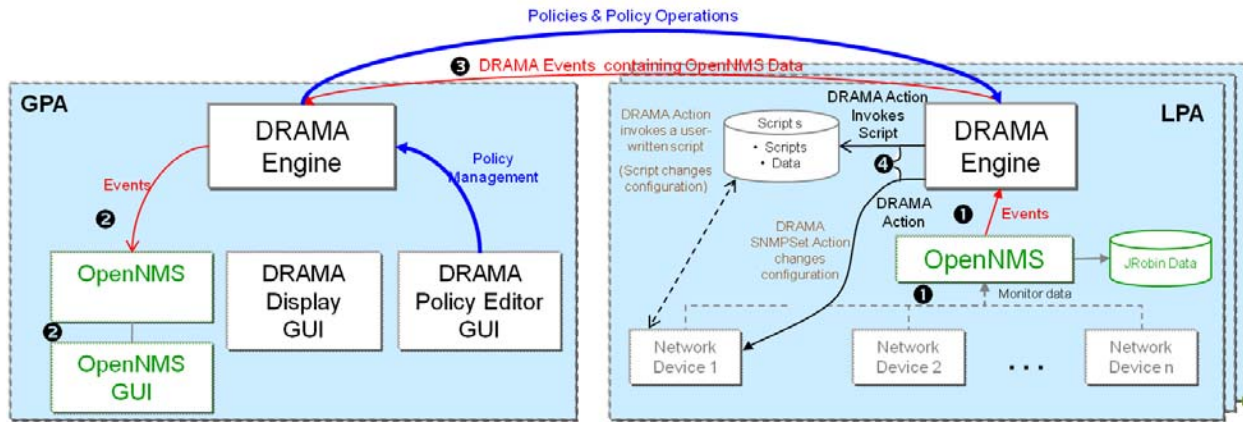 Policies & Policy Operations
❸ DRAMA Events containing OpenNMS Data
GPA
DRAMA
Engine
Policy
Management
Events
❷
OpenNMS
❷
OpenNMS
GUI
DRAMA
Display
GUI
DRAMA
Policy Editor
GUI
LPA
DRAMA Action
invokes a user-
written script
(Script changes
configuration)
Scripts
• Scripts
• Data
DRAMA Action
Invokes
Script
❹
DRAMA
Engine
DRAMA
Action
DRAMA
SNMPSet Action
changes
configuration
❶
Events
OpenNMS
JRobin Data
❶
Monitor data
Network
Device 1
Network
Device 2
• • •
Network
Device n